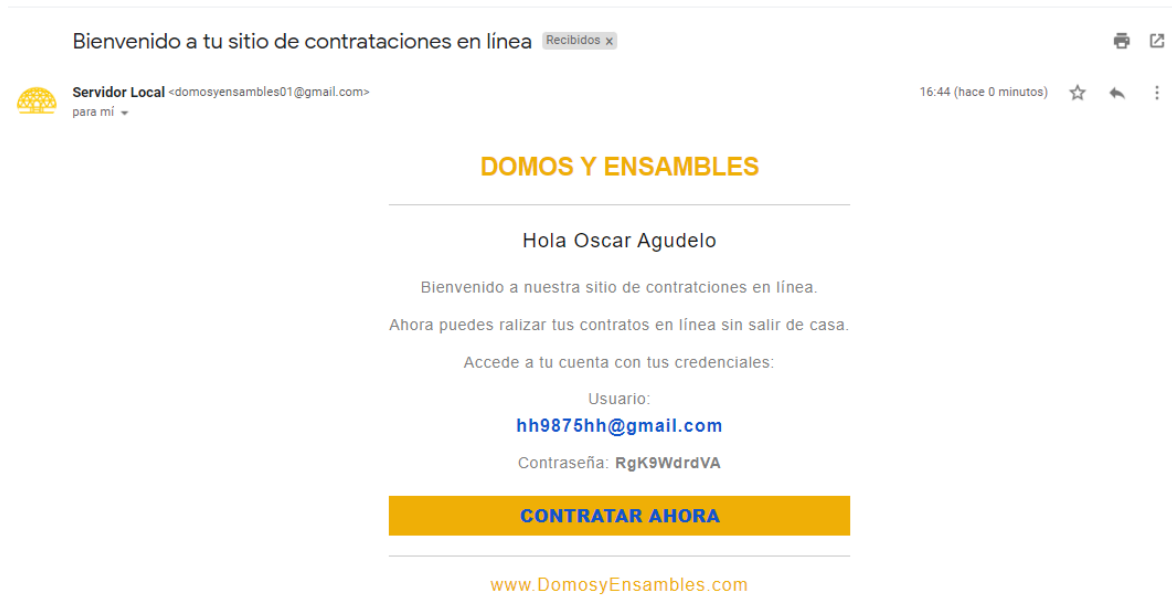 Bienvenido a tu sitio de contrataciones en línea Recibidos x
Servidor Local <domosyensambles01@gmail.com>
16:44 (hace 0 minutos)
para mí
DOMOS Y ENSAMBLES
Hola Oscar Agudelo
Bienvenido a nuestra sitio de contratciones en línea.
Ahora puedes ralizar tus contratos en línea sin salir de casa.
Accede a tu cuenta con tus credenciales:
Usuario:
hh9875hh@gmail.com
Contraseña: RgK9WdrdVA
CONTRATAR AHORA
www.DomosyEnsambles.com